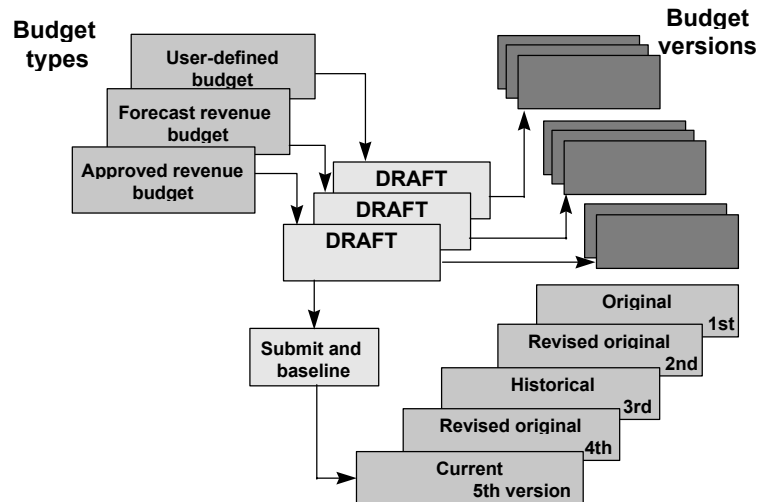 Budget
types
Budget
versions
User-defined
budget
Forecast revenue
budget
Approved revenue
budget
DRAFT
DRAFT
DRAFT
Submit and
baseline
Original
1st
Revised original
2nd
Historical
3rd
Revised original
4th
Current
5th version